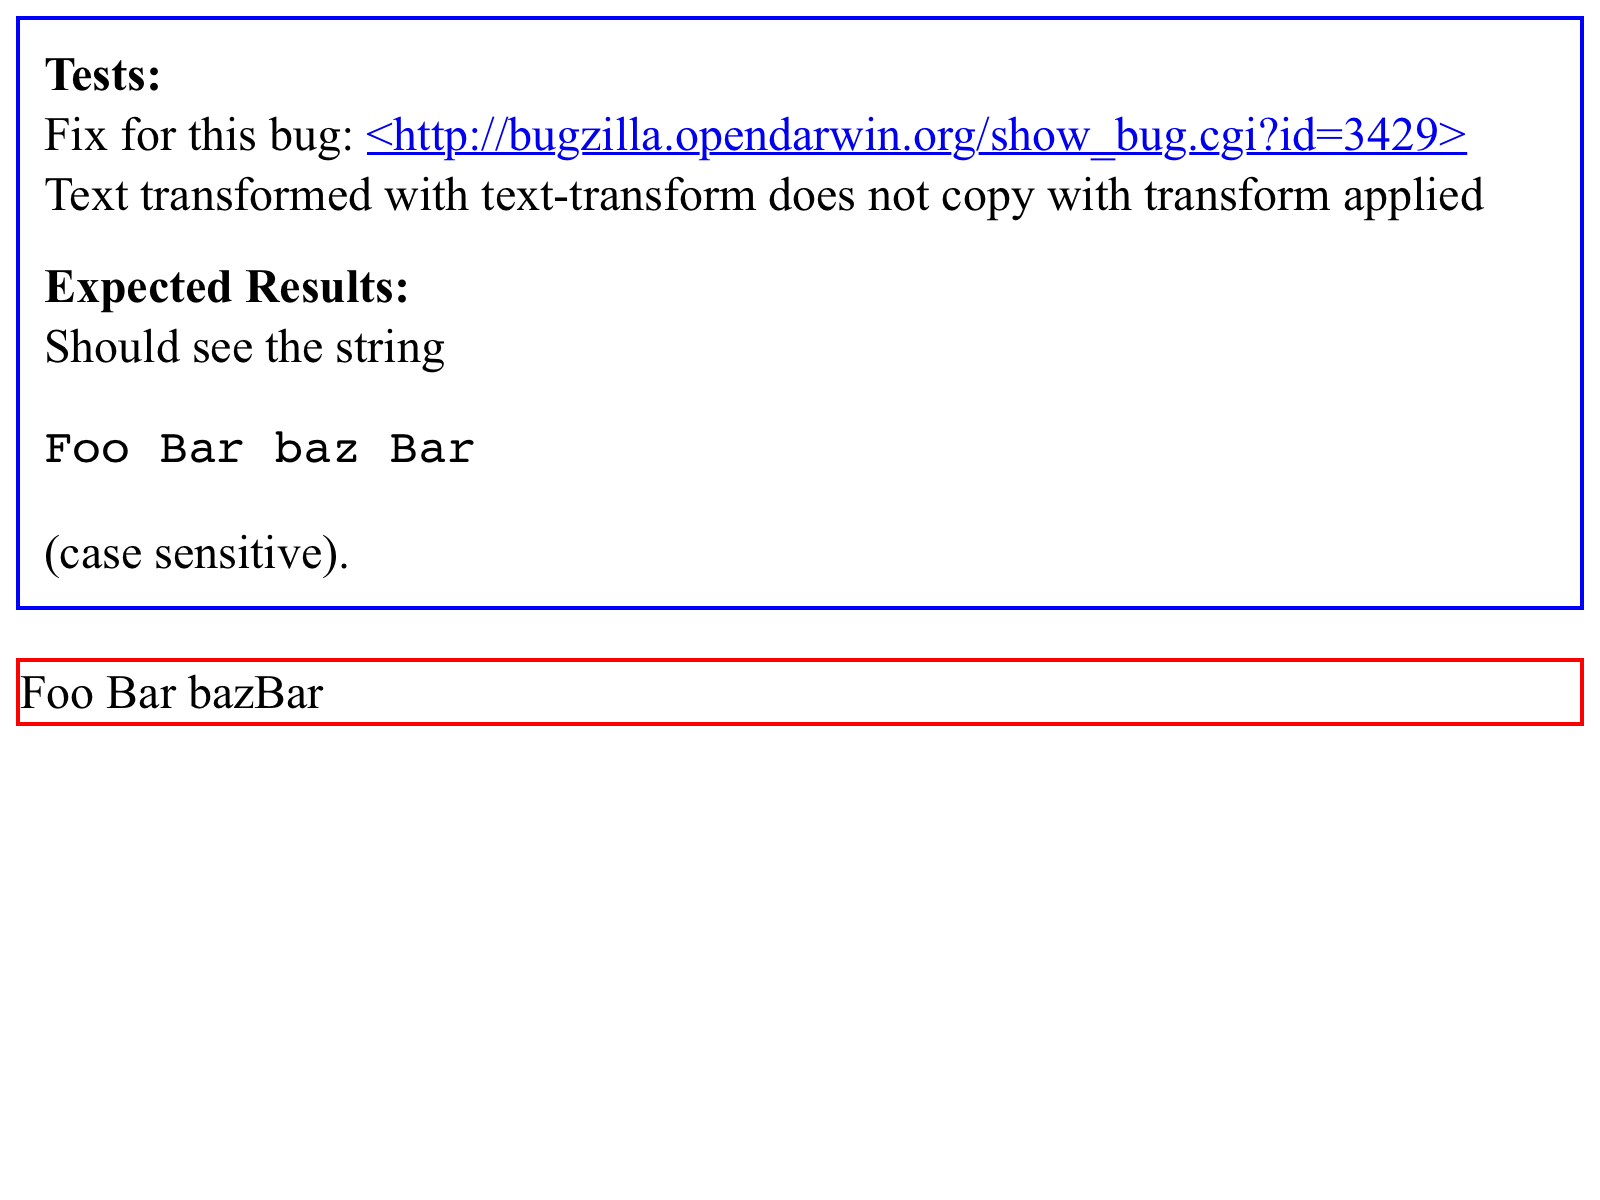 Tests:
Fix for this bug: <http://bugzilla.opendarwin.org/show_bug.cgi?id=3429>
Text transformed with text-transform does not copy with transform applied
Expected Results:
Should see the string
Foo Bar baz Bar
(case sensitive).
Foo Bar bazBar